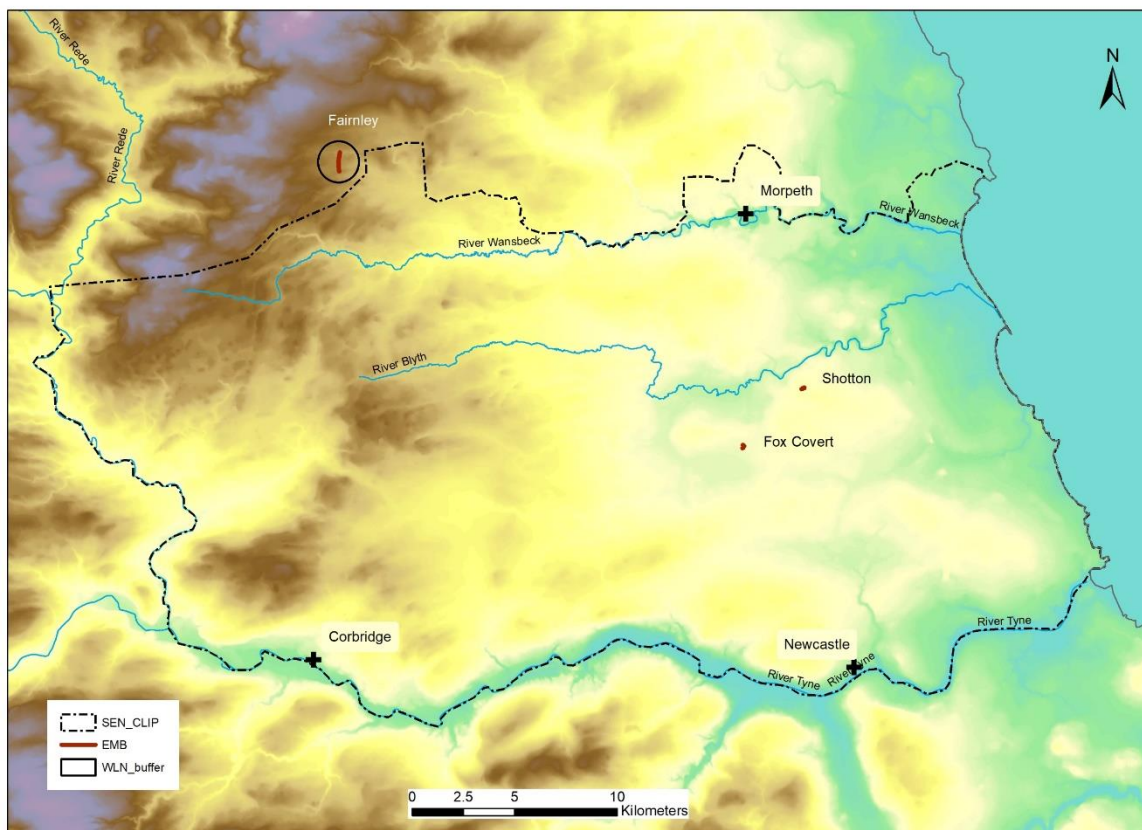 River Rede
N
Fairnley
River Rede
Morpeth
River Wansbeck
River Wansbeck
River Blyth
Shotton
Fox Covert
Corbridge
Newcastle
River Tyne
River Tyne
River Tyne
SEN_CLIP
EMB
WLN_buffer
0 2.5 5 10
Kilometers